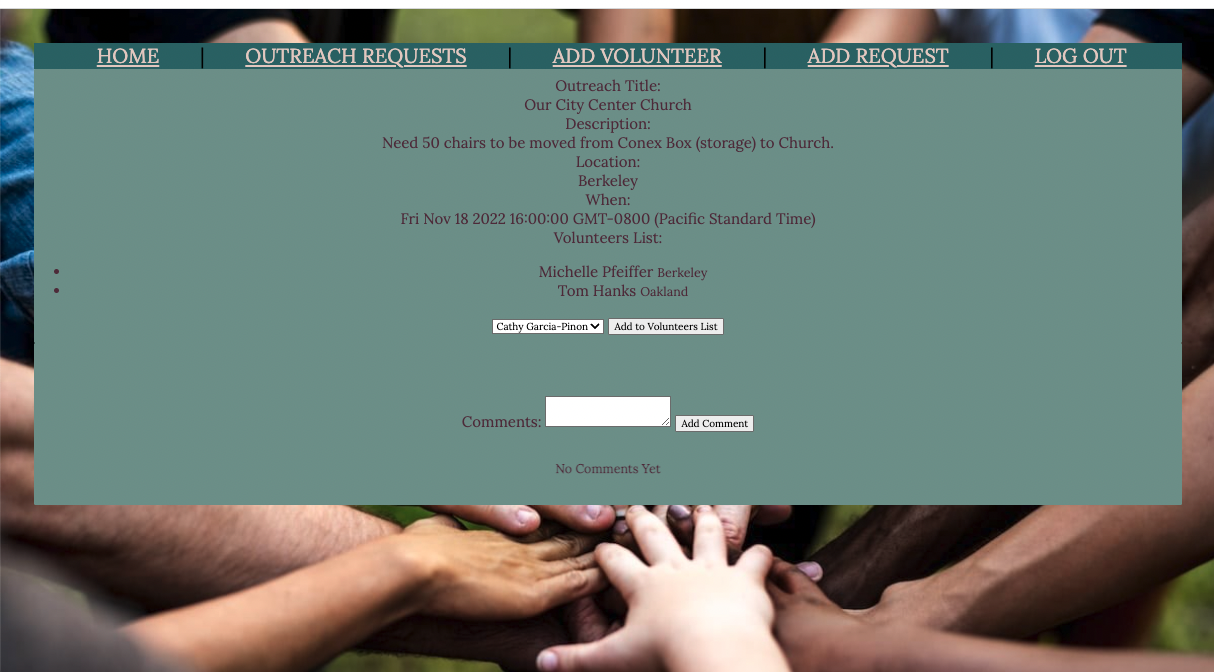 HOME | OUTREACH REQUESTS | ADD VOLUNTEER | ADD REQUEST | LOG OUT
Outreach Title:
Our City Center Church
Description:
Need 50 chairs to be moved from Conex Box (storage) to Church.
Location:
Berkeley
When:
Fri Nov 18 2022 16:00:00 GMT-0800 (Pacific Standard Time)
Volunteers List:
• Michelle Pfeiffer Berkeley
• Tom Hanks Oakland
Cathy Garcia-Pinon Add to Volunteers List
Comments: Add Comment
No Comments Yet